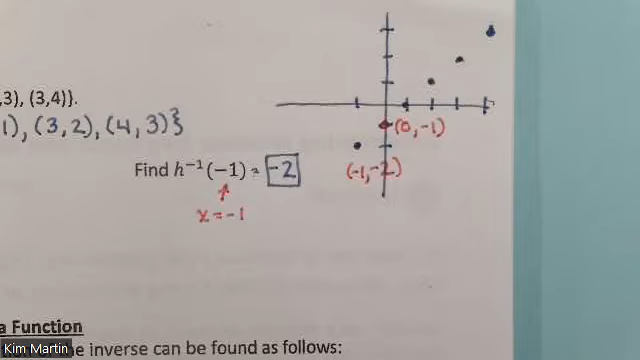 ,3), (3,4)}.
1), (3,2), (4,3)}
(0,-1)
Find h⁻¹(−1) = -2
(-1,-2)
x = -1
a Function
Kim Martin e inverse can be found as follows: